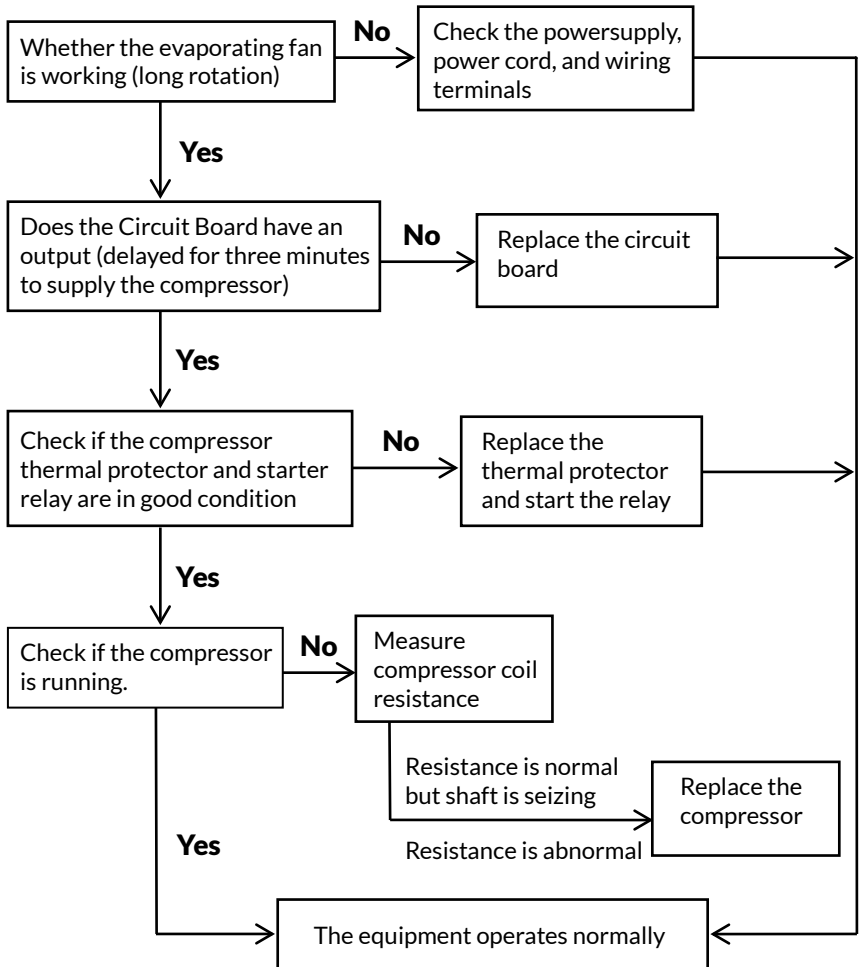 Whether the evaporating fan
is working (long rotation)
No
Check the powersupply,
power cord, and wiring
terminals
Yes
Does the Circuit Board have an
output (delayed for three minutes
to supply the compressor)
No
Replace the circuit
board
Yes
Check if the compressor
thermal protector and starter
relay are in good condition
No
Replace the
thermal protector
and start the relay
Yes
Check if the compressor
is running.
No
Measure
compressor coil
resistance
Resistance is normal
but shaft is seizing
Resistance is abnormal
Replace the
compressor
Yes
The equipment operates normally